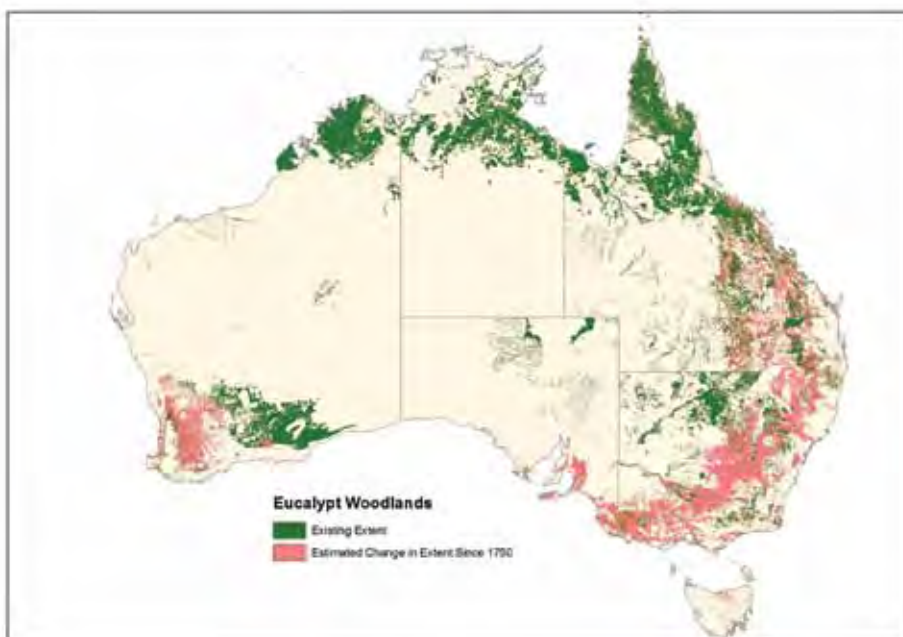 Eucalypt Woodlands
Existing Extent
Estimated Change in Extent Since 1750